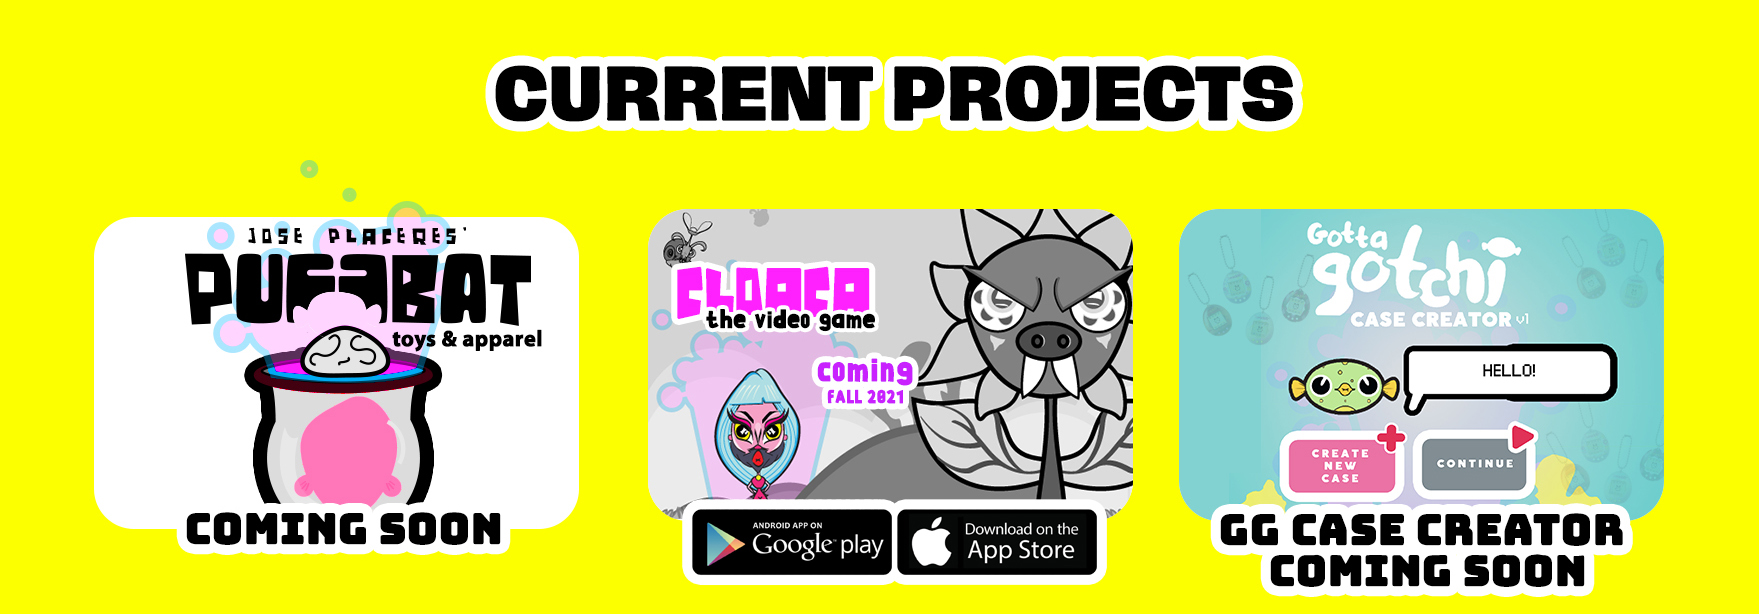 CURRENT PROJECTS
JOSE PLACERES'
PUFFBAT
toys & apparel
COMING SOON
CLOACA
the video game
coming
FALL 2021
ANDROID APP ON
Google play
Download on the
App Store
Gotta
gotchi
CASE CREATOR v1
HELLO!
CREATE
NEW
CASE
CONTINUE
GG CASE CREATOR
COMING SOON